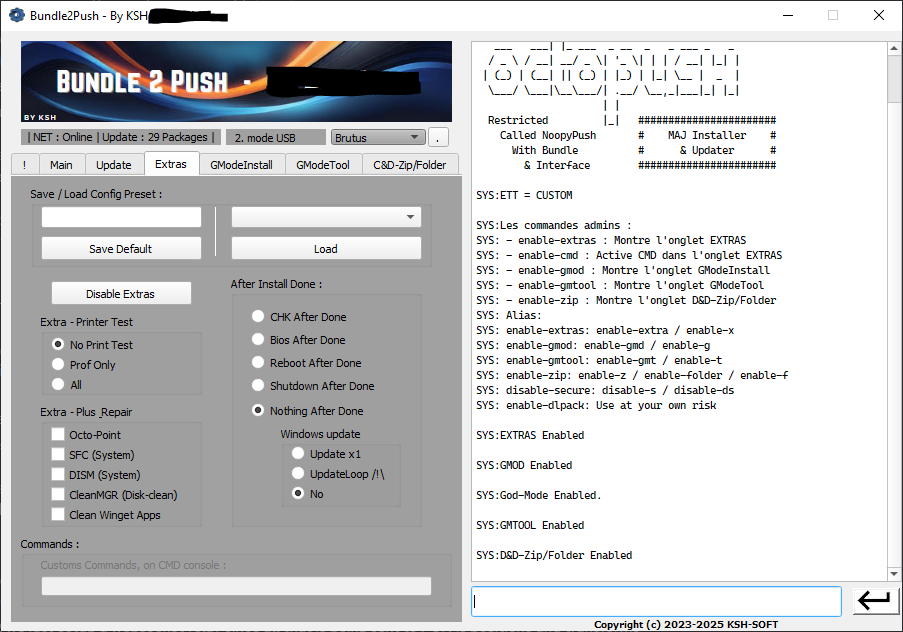 Bundle2Push - By KSH
BUNDLE 2 PUSH -
BY KSH
| NET : Online | Update : 29 Packages |
2. mode USB
Brutus
.
!
Main
Update
Extras
GModeInstall
GModeTool
C&D-Zip/Folder
Save / Load Config Preset :
Save Default
Load
Disable Extras
After Install Done :
Extra - Printer Test
No Print Test
Prof Only
All
CHK After Done
Bios After Done
Reboot After Done
Shutdown After Done
Nothing After Done
Extra - Plus_Repair
Octo-Point
SFC (System)
DISM (System)
CleanMGR (Disk-clean)
Clean Winget Apps
Windows update
Update x1
UpdateLoop /!\
No
Commands :
Customs Commands, on CMD console :
Restricted |_| #######################
Called NoopyPush # MAJ Installer #
With Bundle # & Updater #
& Interface #######################
SYS:ETT = CUSTOM
SYS:Les commandes admins :
SYS: - enable-extras : Montre l'onglet EXTRAS
SYS: - enable-cmd : Active CMD dans l'onglet EXTRAS
SYS: - enable-gmod : Montre l'onglet GModeInstall
SYS: - enable-gmtool : Montre l'onglet GModeTool
SYS: - enable-zip : Montre l'onglet D&D-Zip/Folder
SYS: Alias:
SYS: enable-extras: enable-extra / enable-x
SYS: enable-gmod: enable-gmd / enable-g
SYS: enable-gmtool: enable-gmt / enable-t
SYS: enable-zip: enable-z / enable-folder / enable-f
SYS: disable-secure: disable-s / disable-ds
SYS: enable-dlpack: Use at your own risk
SYS:EXTRAS Enabled
SYS:GMOD Enabled
SYS:God-Mode Enabled.
SYS:GMTOOL Enabled
SYS:D&D-Zip/Folder Enabled
Copyright (c) 2023-2025 KSH-SOFT